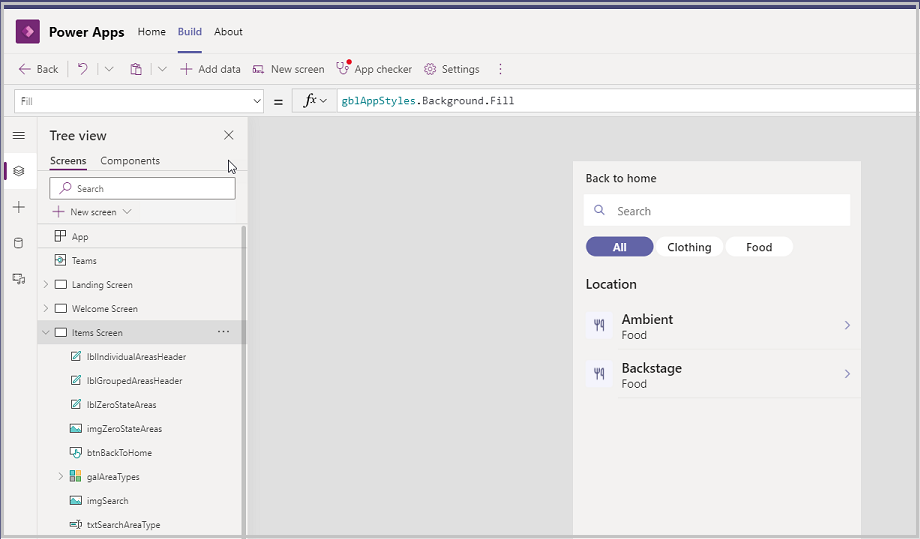 Power Apps Home Build About
Back Add data New screen App checker Settings
Fill = fx gblAppStyles.Background.Fill
Tree view
Screens Components
Search
New screen
App
Teams
Landing Screen
Welcome Screen
Items Screen
lblIndividualAreasHeader
lblGroupedAreasHeader
lblZeroStateAreas
imgZeroStateAreas
btnBackToHome
galAreaTypes
imgSearch
txtSearchAreaType
Back to home
Search
All Clothing Food
Location
Ambient
Food
Backstage
Food